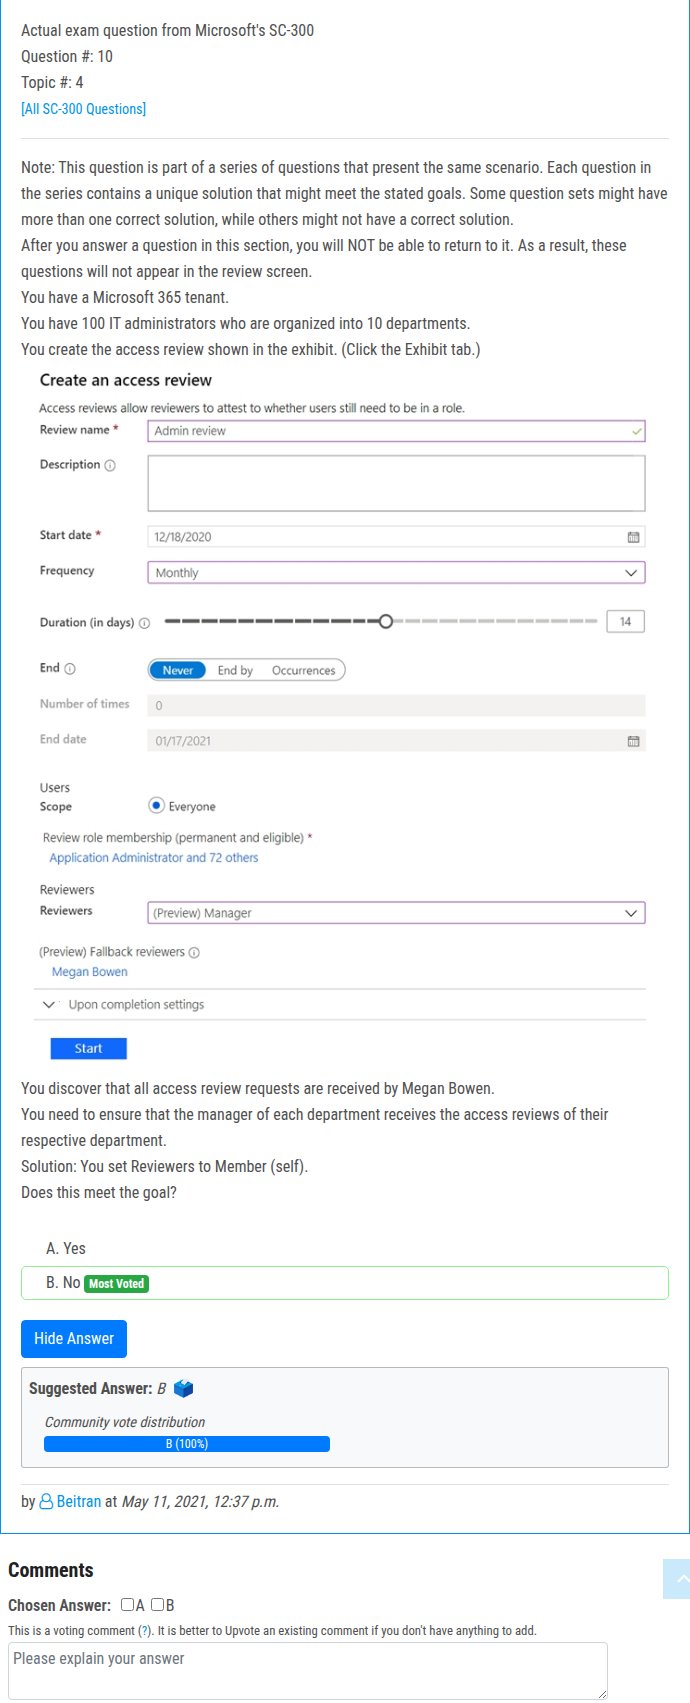 Actual exam question from Microsoft's SC-300
Question #: 10
Topic #: 4
[All SC-300 Questions]
Note: This question is part of a series of questions that present the same scenario. Each question in
the series contains a unique solution that might meet the stated goals. Some question sets might have
more than one correct solution, while others might not have a correct solution.
After you answer a question in this section, you will NOT be able to return to it. As a result, these
questions will not appear in the review screen.
You have a Microsoft 365 tenant.
You have 100 IT administrators who are organized into 10 departments.
You create the access review shown in the exhibit. (Click the Exhibit tab.)
Create an access review
Access reviews allow reviewers to attest to whether users still need to be in a role.
Review name * Admin review
Description
Start date * 12/18/2020
Frequency Monthly
Duration (in days) 14
End Never End by Occurrences
Number of times 0
End date 01/17/2021
Users
Scope Everyone
Review role membership (permanent and eligible) *
Application Administrator and 72 others
Reviewers
Reviewers (Preview) Manager
(Preview) Fallback reviewers
Megan Bowen
Upon completion settings
Start
You discover that all access review requests are received by Megan Bowen.
You need to ensure that the manager of each department receives the access reviews of their
respective department.
Solution: You set Reviewers to Member (self).
Does this meet the goal?
A. Yes
B. No Most Voted
Hide Answer
Suggested Answer: B
Community vote distribution
B (100%)
by Beitran at May 11, 2021, 12:37 p.m.
Comments
Chosen Answer: A B
This is a voting comment (?). It is better to Upvote an existing comment if you don't have anything to add.
Please explain your answer